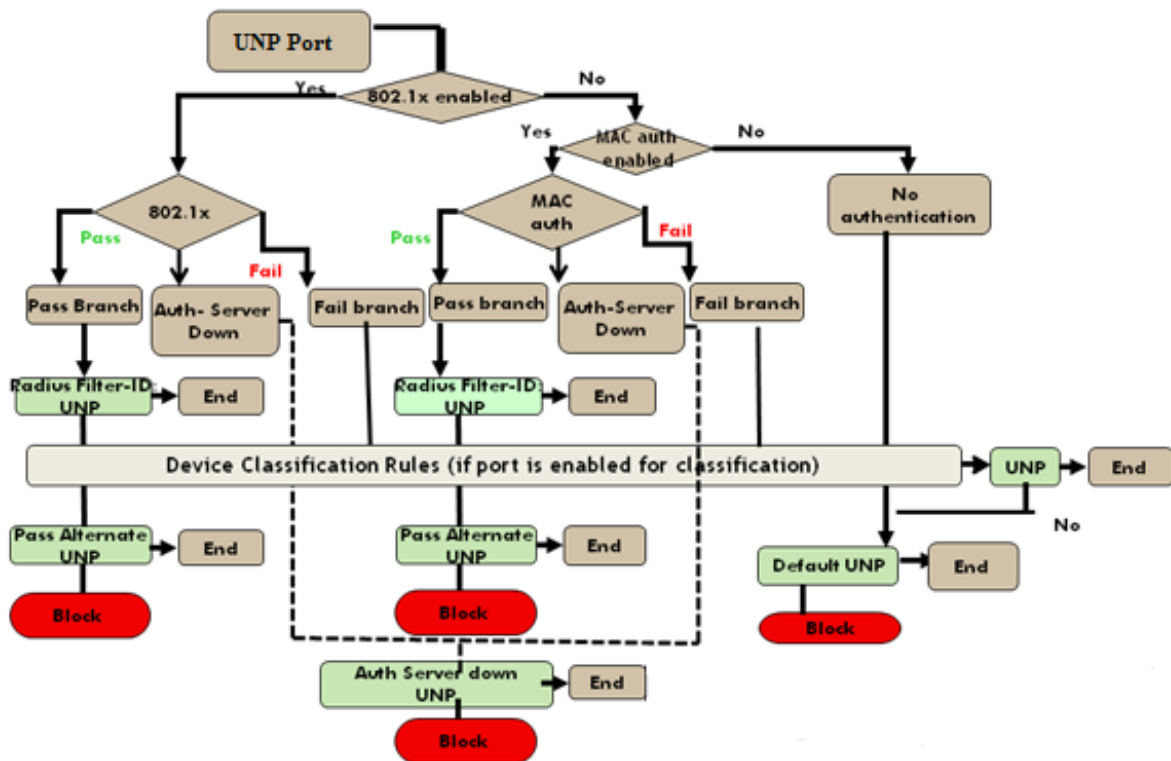 UNP Port
802.1x enabled
Yes
No
MAC auth
enabled
Yes
No
802.1x
MAC
auth
No
authentication
Pass
Fail
Pass
Fail
Pass Branch
Auth- Server
Down
Fail branch
Pass branch
Auth-Server
Down
Fail branch
Radius Filter-ID:
UNP
End
Radius Filter-ID:
UNP
End
Device Classification Rules (if port is enabled for classification)
UNP
End
No
Pass Alternate
UNP
End
Pass Alternate
UNP
End
Default UNP
End
Block
Block
Block
Auth Server down
UNP
End
Block